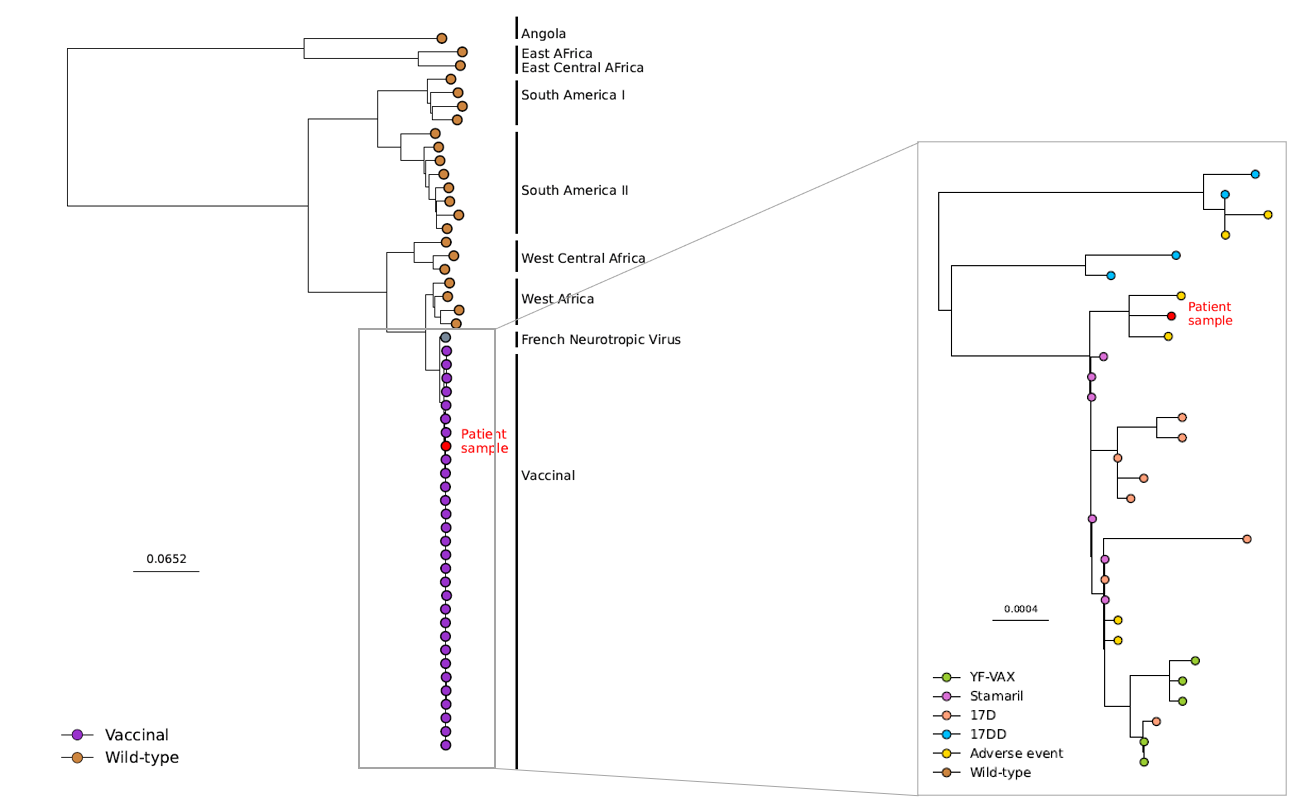 Angola
East AFrica
East Central AFrica
South America I
South America II
West Central Africa
West Africa
French Neurotropic Virus
Patient
sample
Vaccinal
0.0652
Vaccinal
Wild-type
Patient
sample
0.0004
YF-VAX
Stamaril
17D
17DD
Adverse event
Wild-type